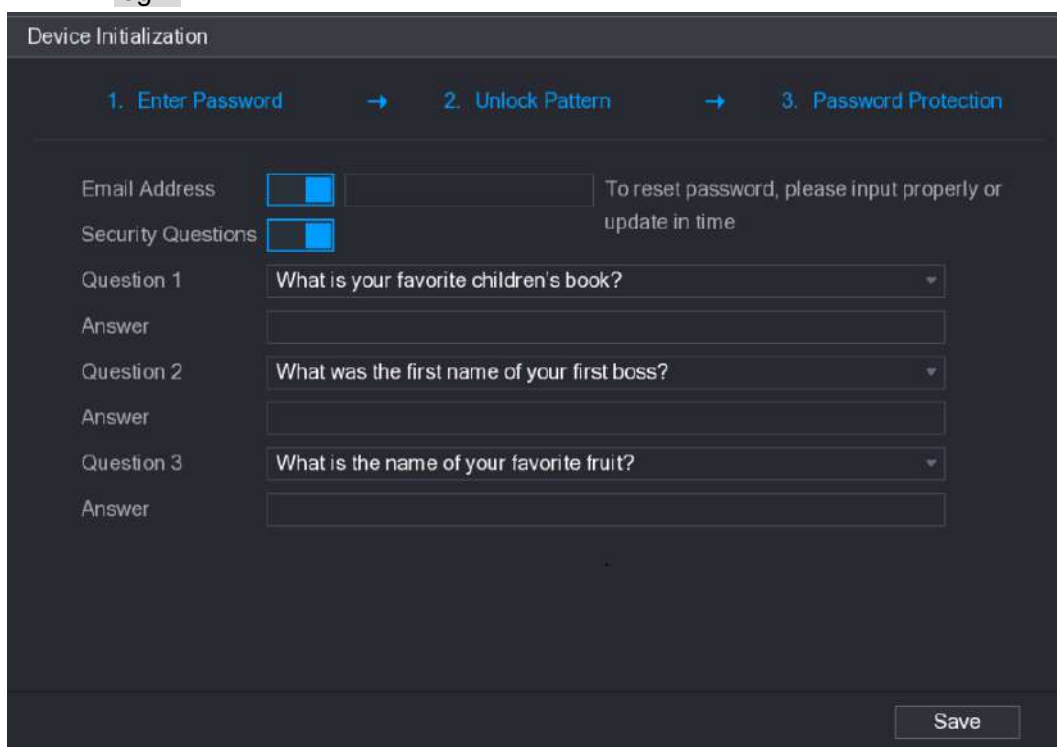 Device Initialization
1. Enter Password → 2. Unlock Pattern → 3. Password Protection
Email Address To reset password, please input properly or
update in time
Security Questions
Question 1 What is your favorite children's book?
Answer
Question 2 What was the first name of your first boss?
Answer
Question 3 What is the name of your favorite fruit?
Answer
Save